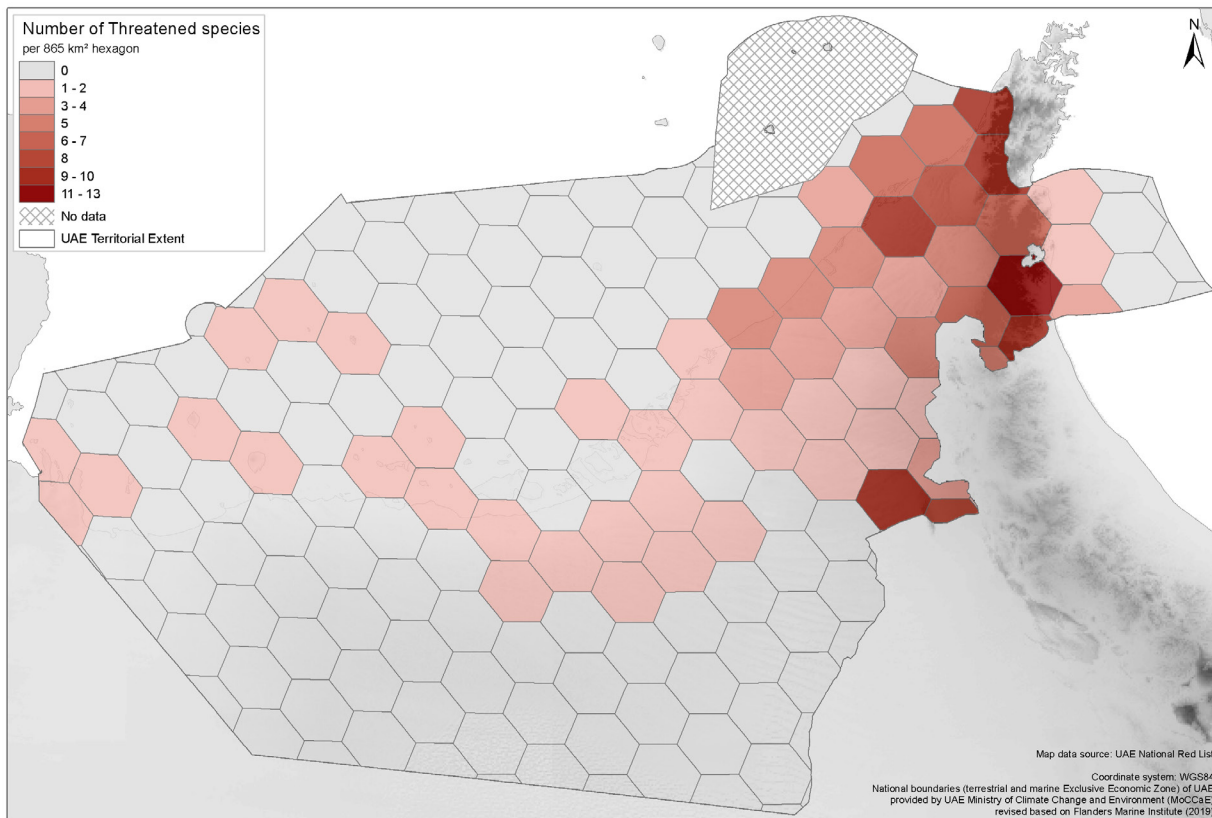 Number of Threatened species
per 865 km² hexagon
0
1 - 2
3 - 4
5
6 - 7
8
9 - 10
11 - 13
No data
UAE Territorial Extent
N
Map data source: UAE National Red List
Coordinate system: WGS84
National boundaries (terrestrial and marine Exclusive Economic Zone) of UAE
provided by UAE Ministry of Climate Change and Environment (MoCCaE)
revised based on Flanders Marine Institute (2019)